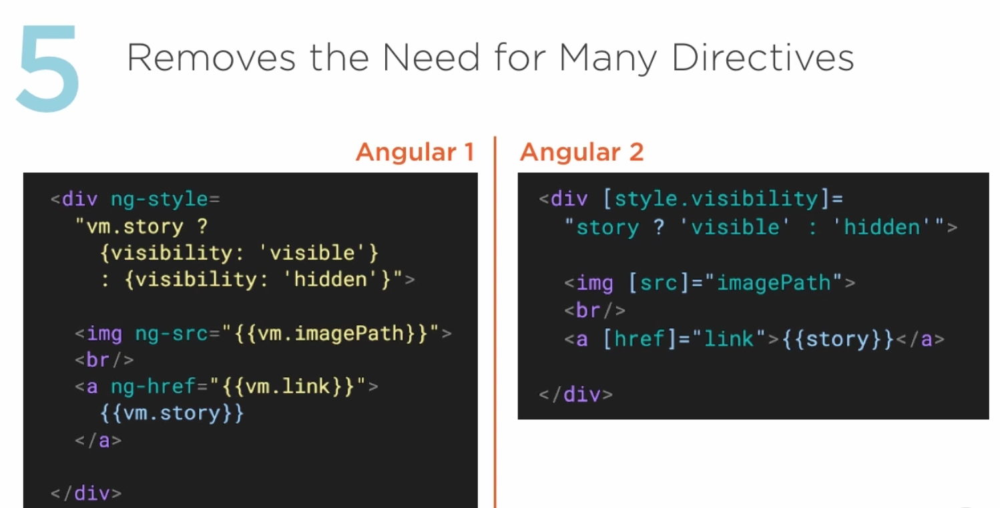 5 Removes the Need for Many Directives
Angular 1
<div ng-style=
"vm.story ?
{visibility: 'visible'}
: {visibility: 'hidden'}">
<img ng-src="{{vm.imagePath}}">
<br/>
<a ng-href="{{vm.link}}">
{{vm.story}}
</a>
</div>
Angular 2
<div [style.visibility]=
"story ? 'visible' : 'hidden'">
<img [src]="imagePath">
<br/>
<a [href]="link">{{story}}</a>
</div>